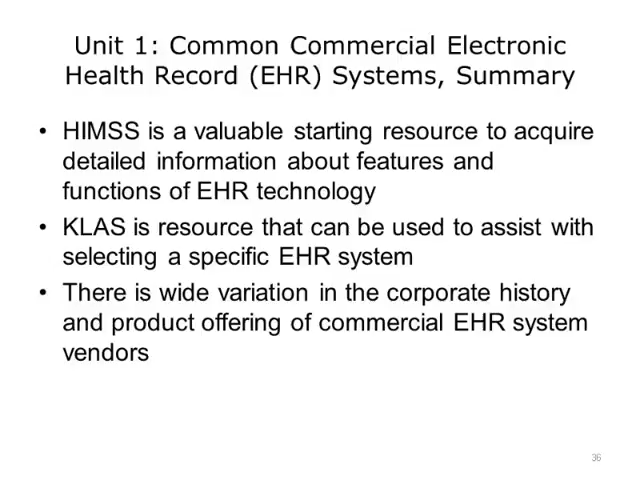 Unit 1: Common Commercial Electronic
Health Record (EHR) Systems, Summary
• HIMSS is a valuable starting resource to acquire
detailed information about features and
functions of EHR technology
• KLAS is resource that can be used to assist with
selecting a specific EHR system
• There is wide variation in the corporate history
and product offering of commercial EHR system
vendors
36